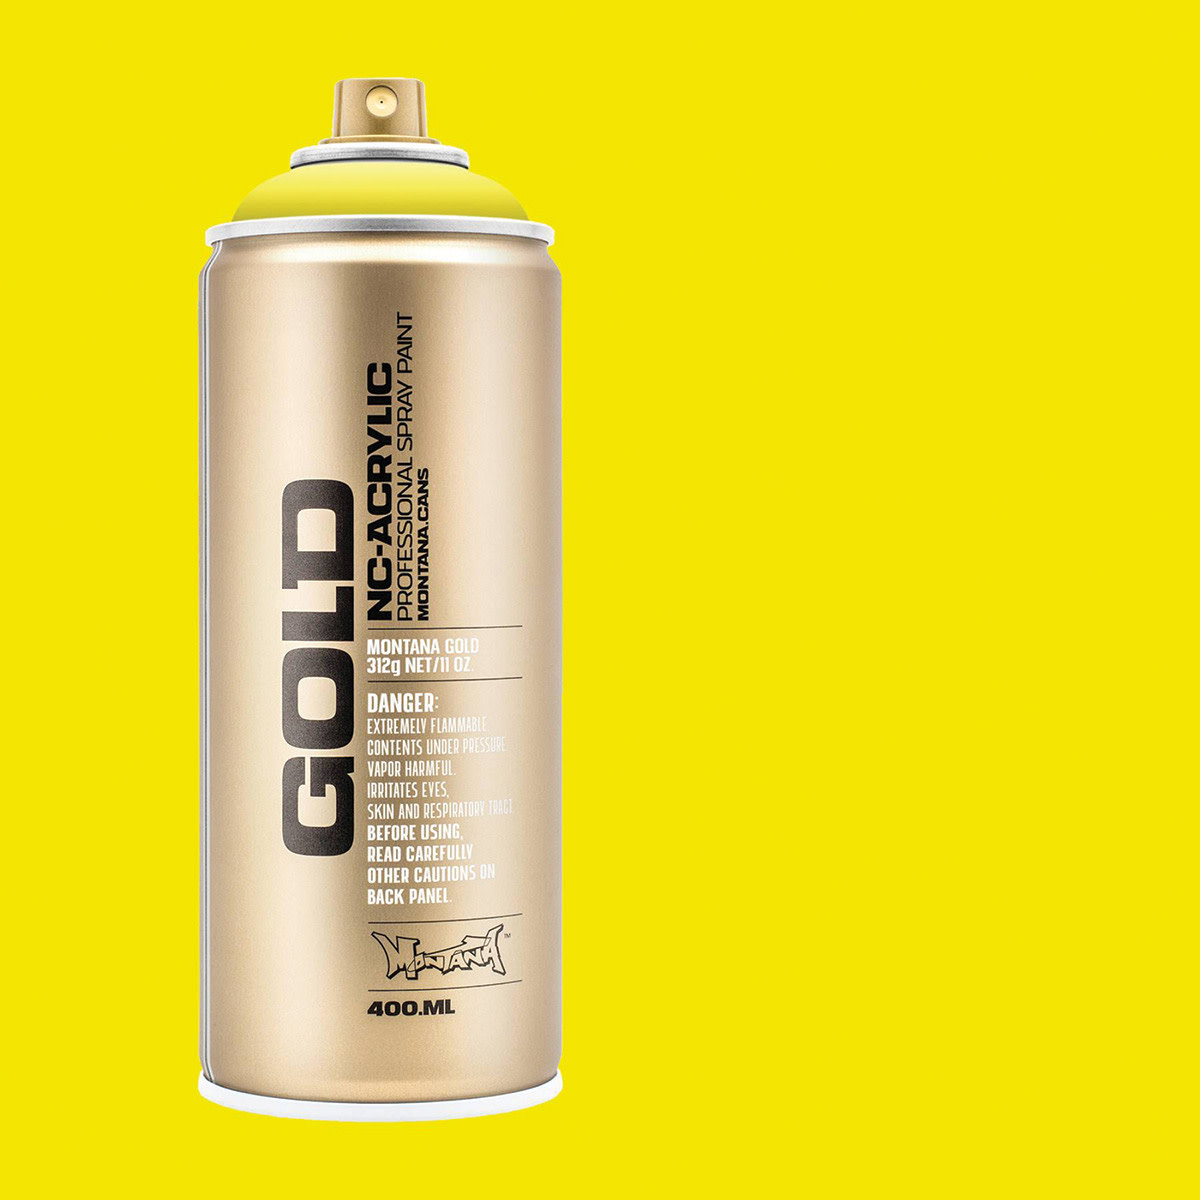 GOLD
NC-ACRYLIC
PROFESSIONAL SPRAY PAINT
MONTANA.CANS
MONTANA GOLD
312g NET/11 OZ.
DANGER:
EXTREMELY FLAMMABLE
CONTENTS UNDER PRESSURE.
VAPOR HARMFUL.
IRRITATES EYES,
SKIN AND RESPIRATORY TRACT.
BEFORE USING,
READ CAREFULLY
OTHER CAUTIONS ON
BACK PANEL.
MONTANA™
400.ML